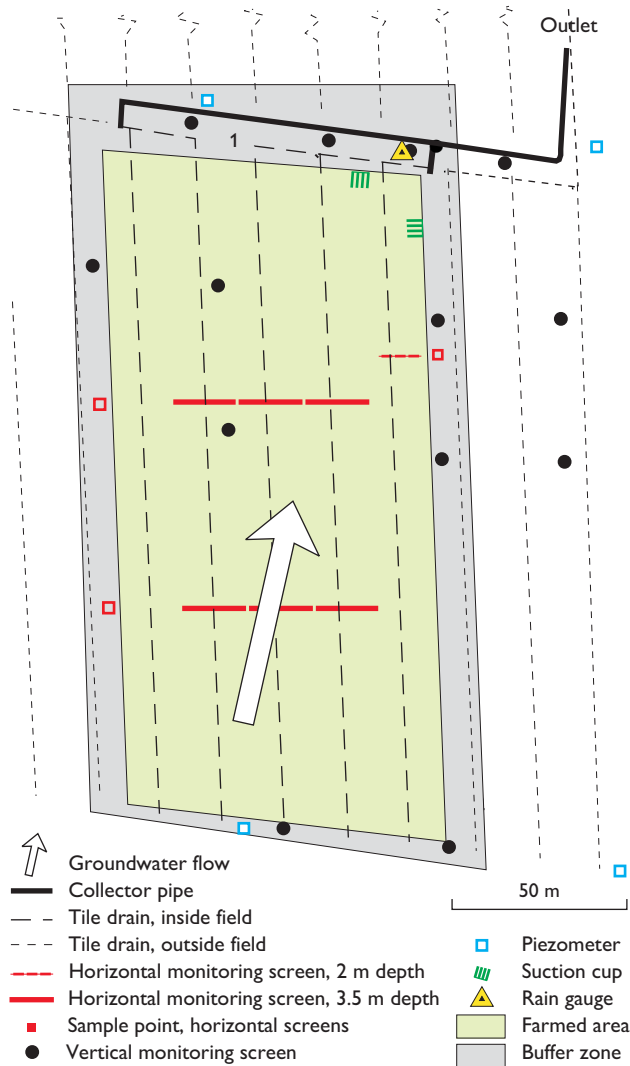 Outlet
1
50 m
Groundwater flow
Collector pipe
Tile drain, inside field
Tile drain, outside field
Horizontal monitoring screen, 2 m depth
Horizontal monitoring screen, 3.5 m depth
Sample point, horizontal screens
Vertical monitoring screen
Piezometer
Suction cup
Rain gauge
Farmed area
Buffer zone